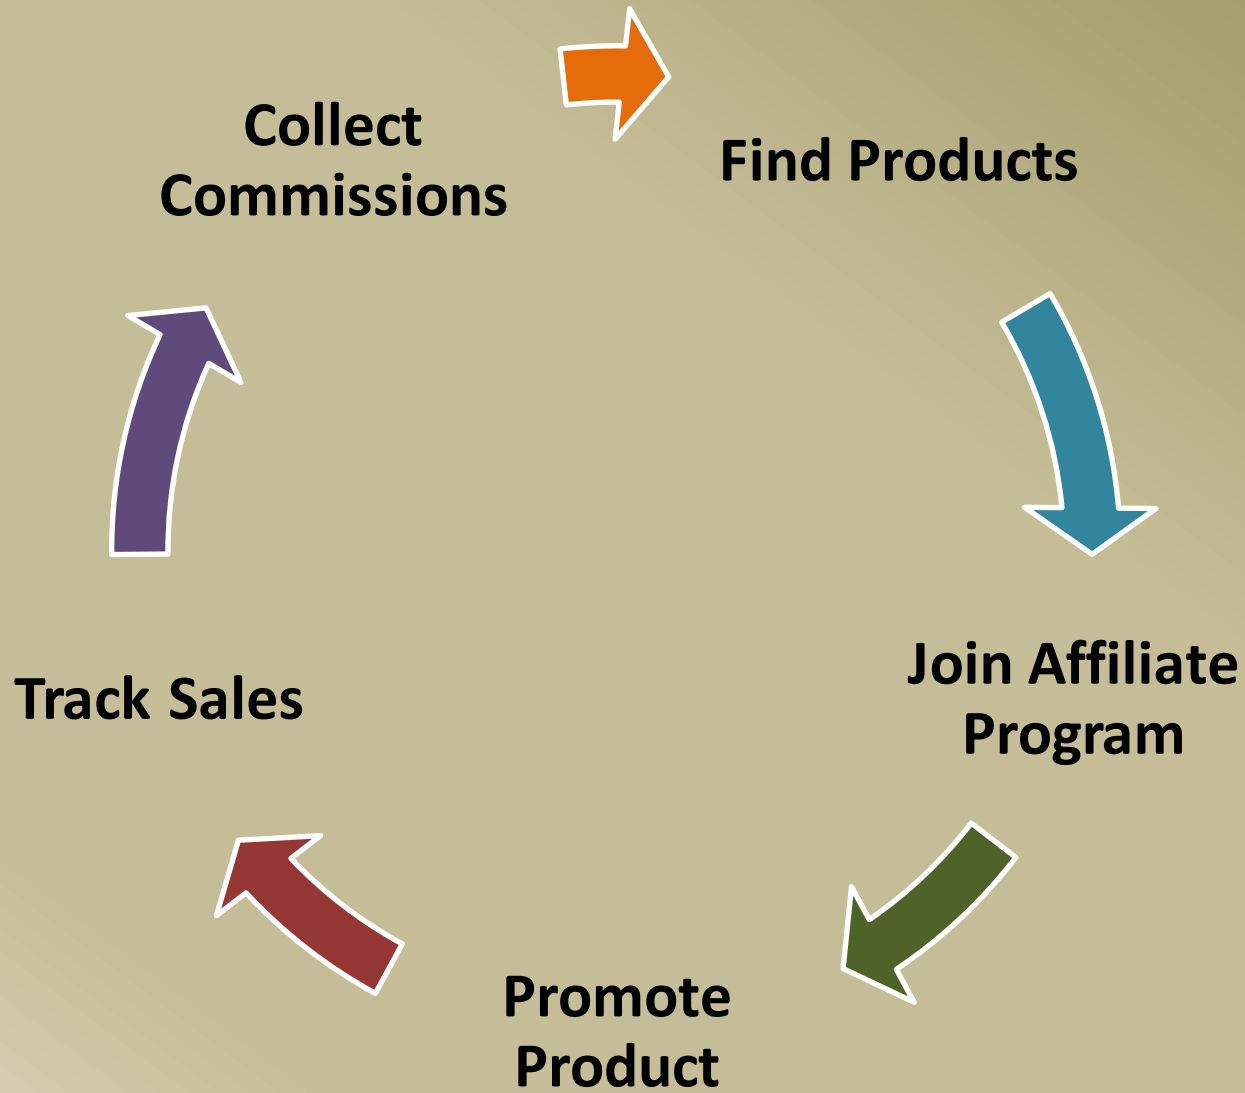 Collect
Commissions
Find Products
Join Affiliate
Program
Promote
Product
Track Sales